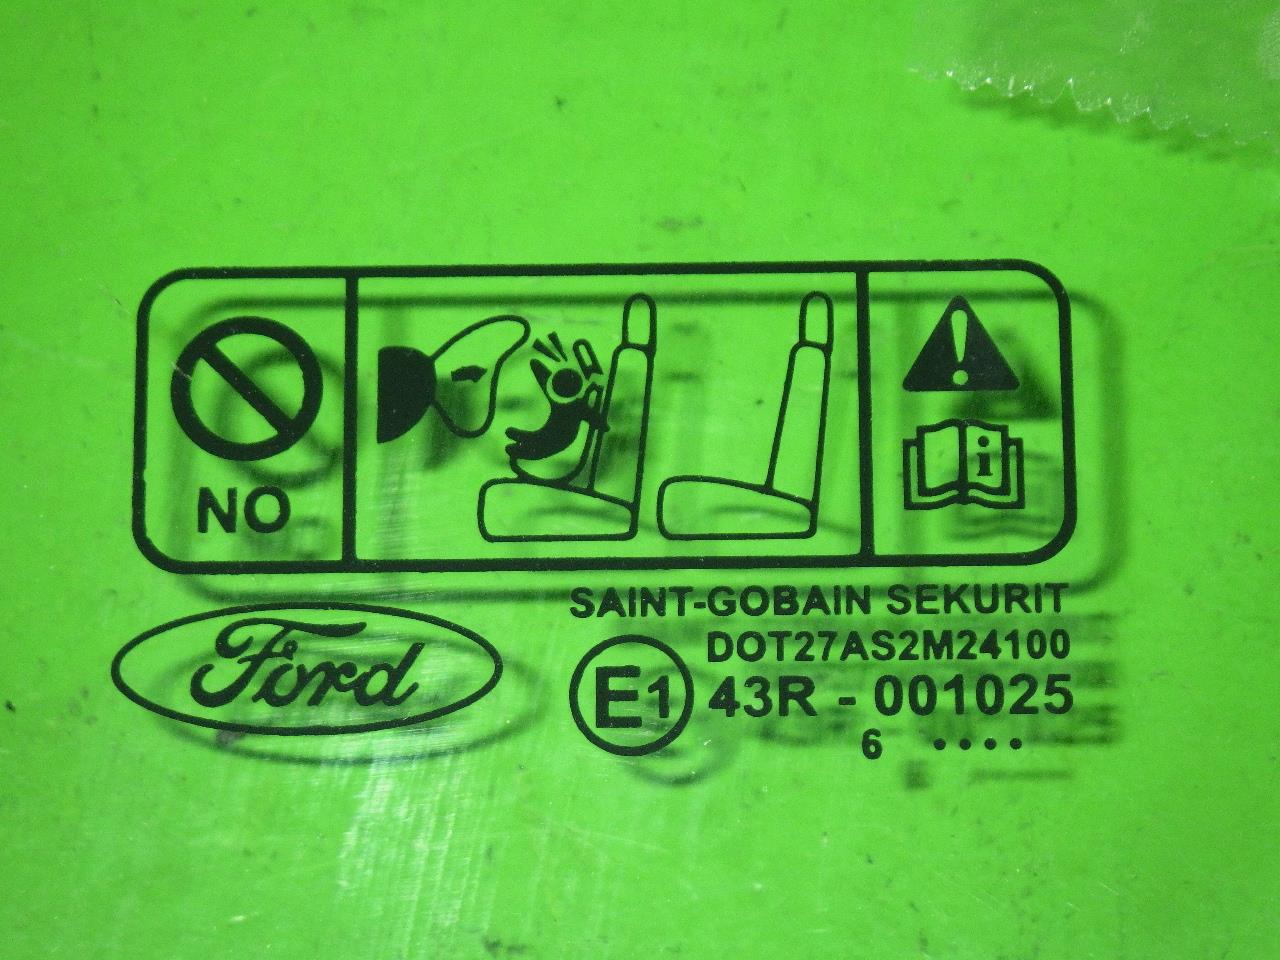 NO
i
Ford
SAINT-GOBAIN SEKURIT
DOT27AS2M24100
E1 43R - 001025
6 ....